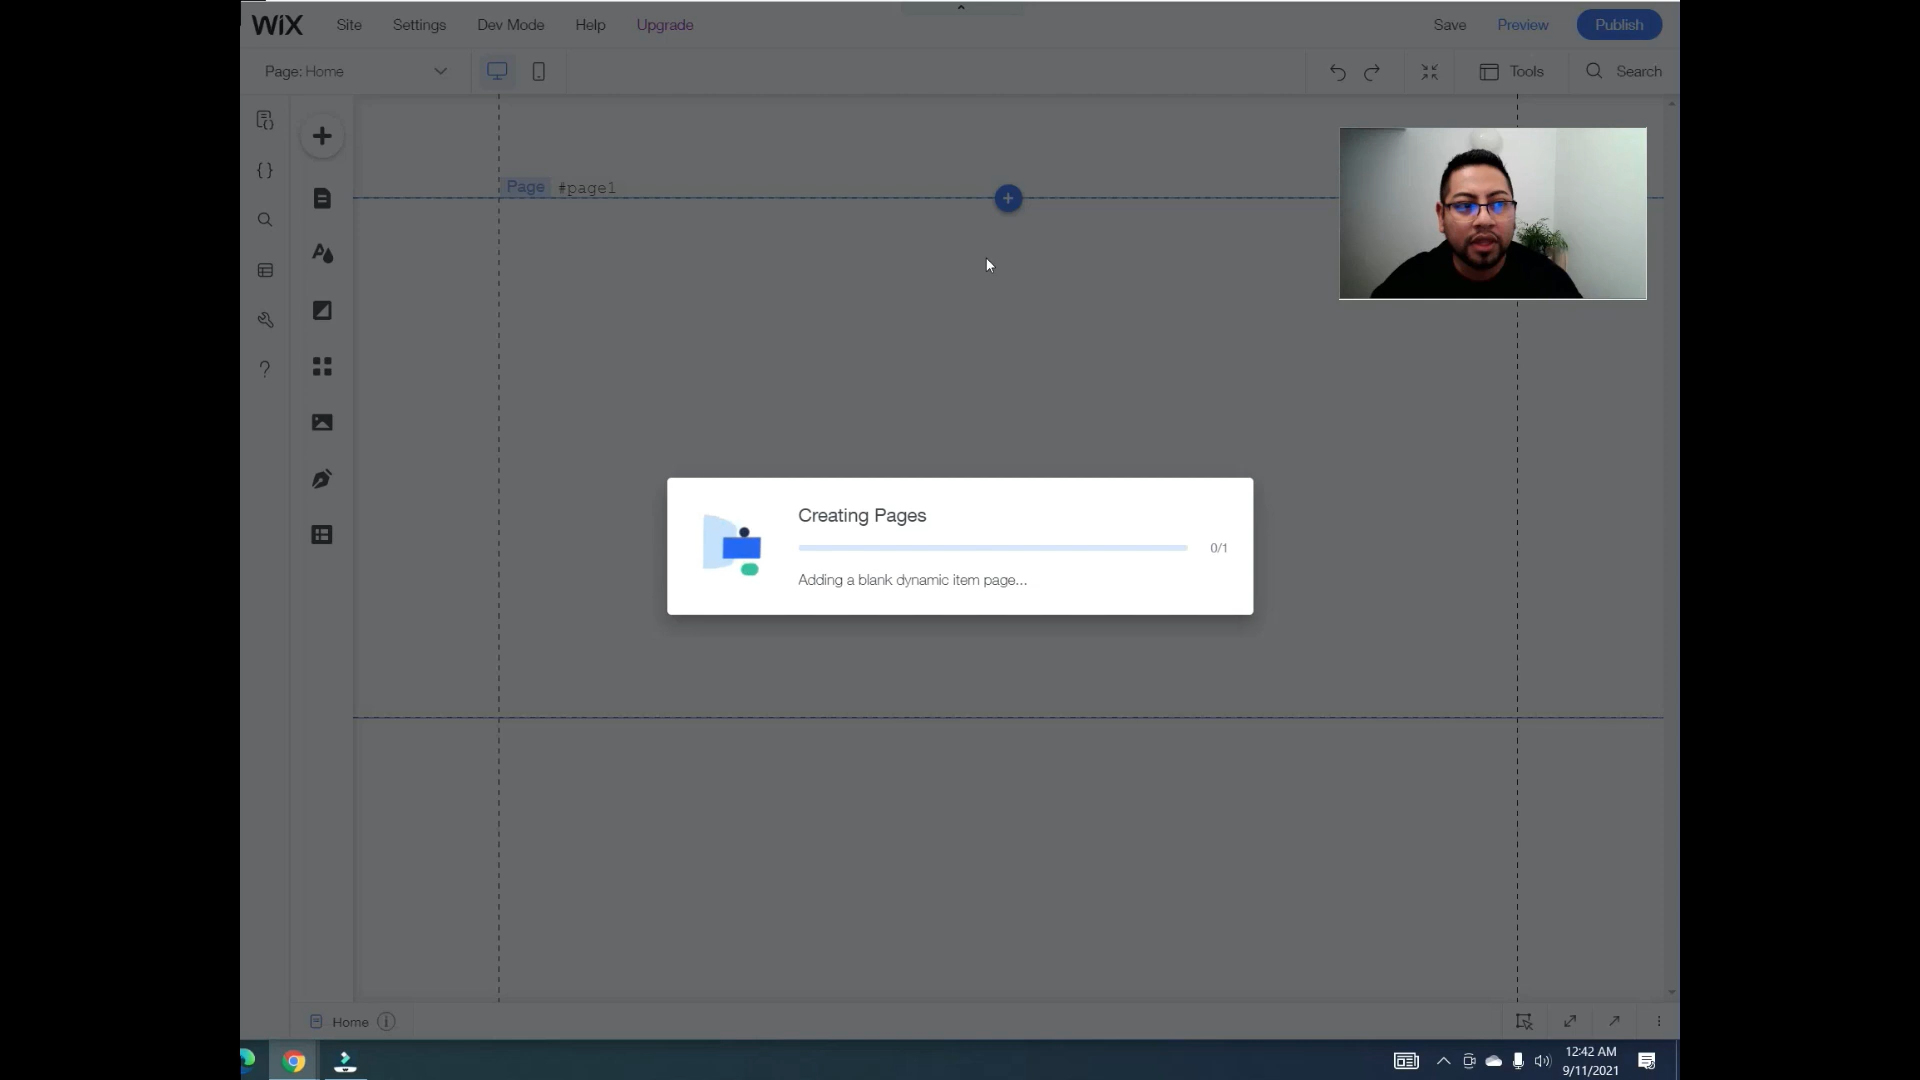 WiX Site Settings Dev Mode Help Upgrade Save Preview Publish
Page: Home Tools Search
Page #page1
Creating Pages
0/1
Adding a blank dynamic item page...
Home
12:42 AM
9/11/2021